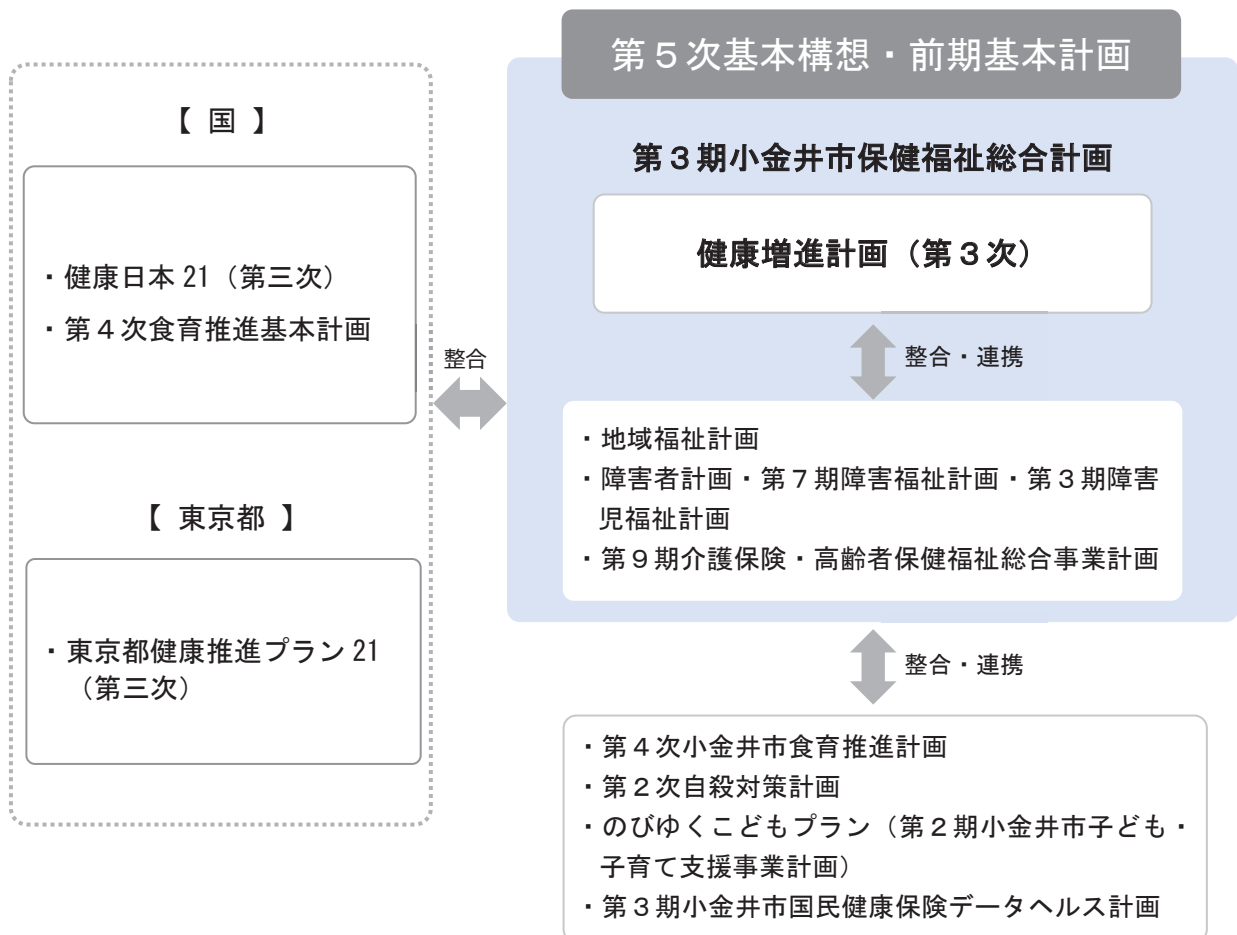 【 国 】
・健康日本 21（第三次）
・第４次食育推進基本計画
【 東京都 】
・東京都健康推進プラン 21
（第三次）
整合
第５次基本構想・前期基本計画
第３期小金井市保健福祉総合計画
健康増進計画（第３次）
整合・連携
・地域福祉計画
・障害者計画・第７期障害福祉計画・第３期障害
児福祉計画
・第９期介護保険・高齢者保健福祉総合事業計画
整合・連携
・第４次小金井市食育推進計画
・第２次自殺対策計画
・のびゆくこどもプラン（第２期小金井市子ども・
子育て支援事業計画）
・第３期小金井市国民健康保険データヘルス計画